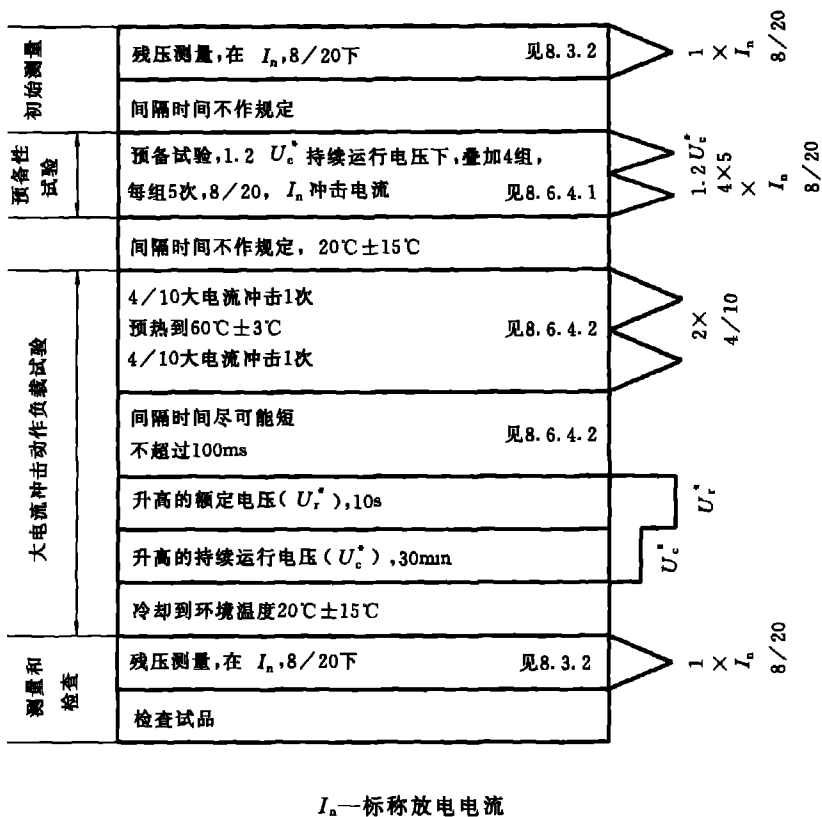 初始测量
残压测量,在 Iₙ,8/20下 见8.3.2
1 × Iₙ 8/20
间隔时间不作规定
预备性
试验
预备试验,1.2 U_c* 持续运行电压下,叠加4组,
每组5次,8/20, Iₙ 冲击电流 见8.6.4.1
1.2 U_c*
4×5
× Iₙ
8/20
间隔时间不作规定, 20℃±15℃
大电流冲击动作负载试验
4/10大电流冲击1次
预热到60℃±3℃ 见8.6.4.2
4/10大电流冲击1次
2×
4/10
间隔时间尽可能短
不超过100ms 见8.6.4.2
升高的额定电压(U_r*),10s
U_r*
升高的持续运行电压(U_c*),30min
U_c*
冷却到环境温度20℃±15℃
测量和
检查
残压测量,在 Iₙ,8/20下 见8.3.2
1 × Iₙ 8/20
检查试品
Iₙ—标称放电电流